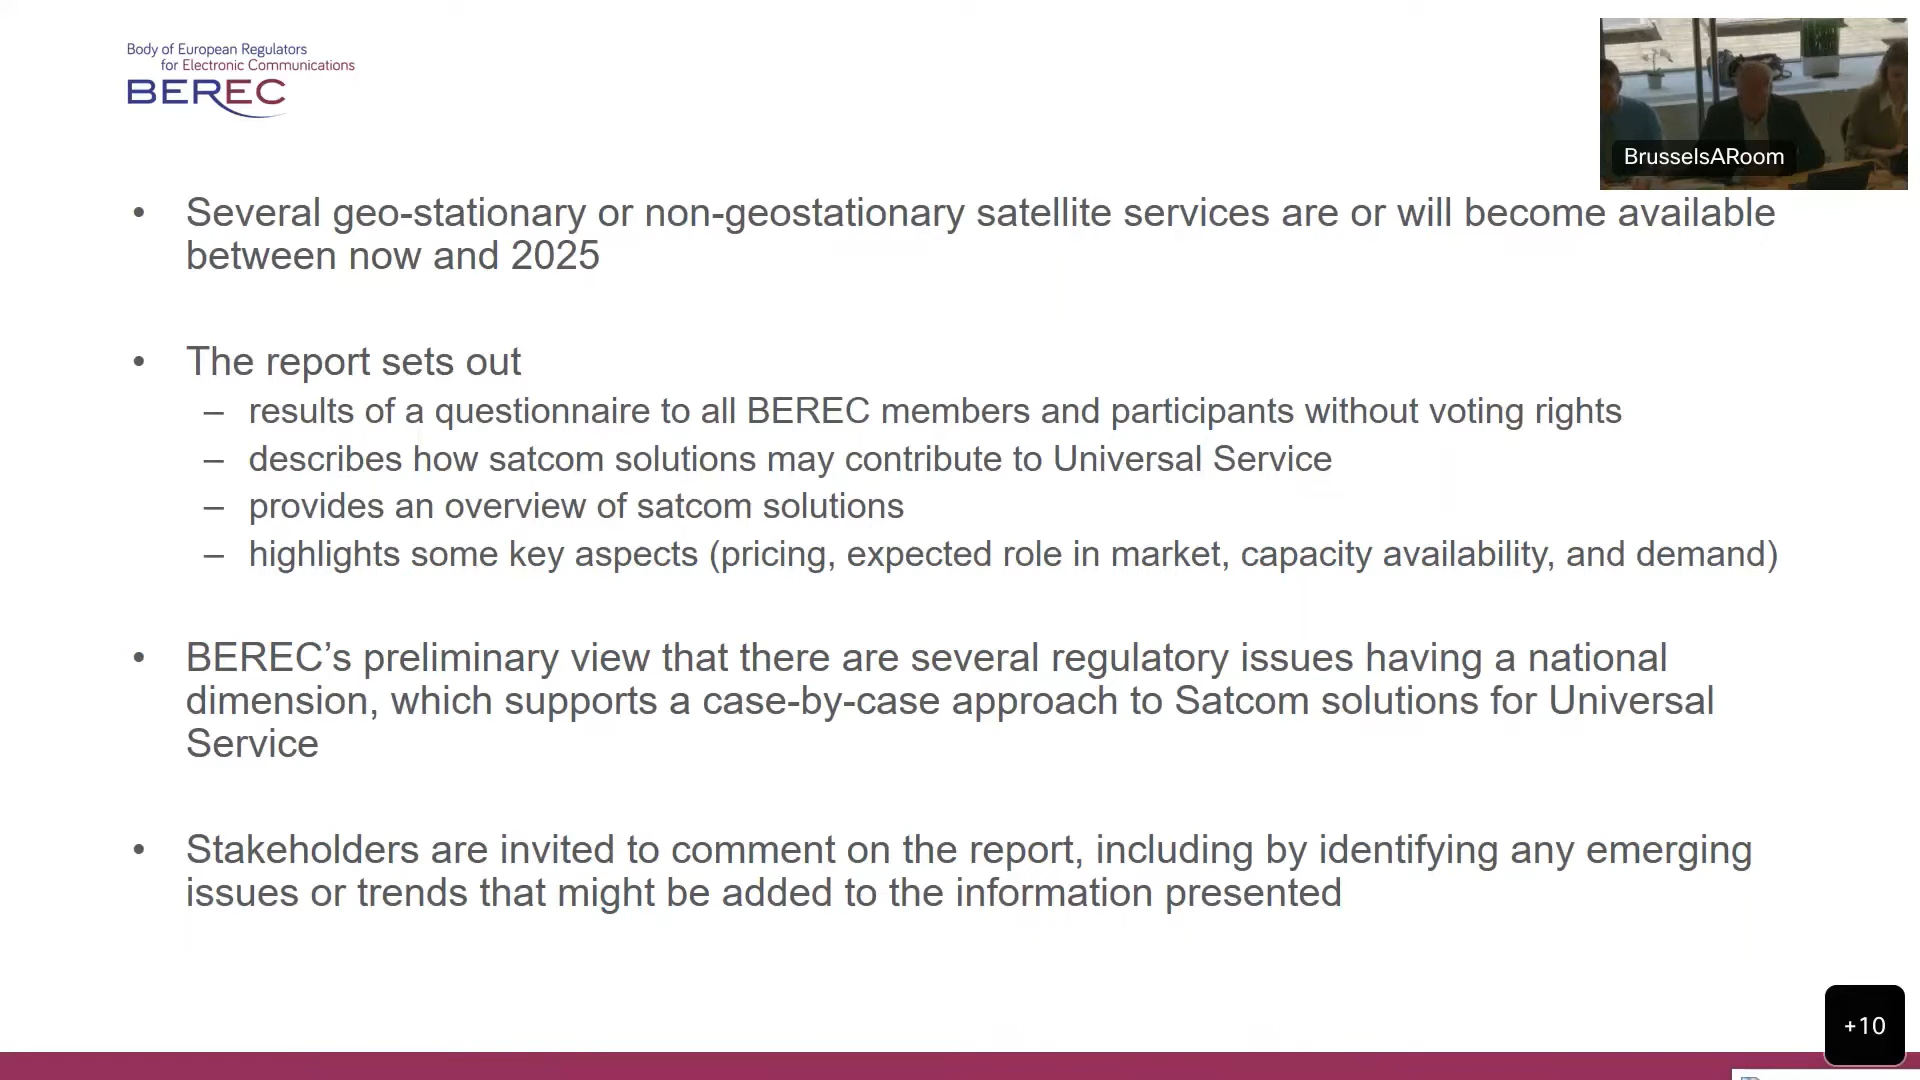 Body of European Regulators
for Electronic Communications
BEREC
BrusselsARoom
• Several geo-stationary or non-geostationary satellite services are or will become available
between now and 2025
• The report sets out
– results of a questionnaire to all BEREC members and participants without voting rights
– describes how satcom solutions may contribute to Universal Service
– provides an overview of satcom solutions
– highlights some key aspects (pricing, expected role in market, capacity availability, and demand)
• BEREC’s preliminary view that there are several regulatory issues having a national
dimension, which supports a case-by-case approach to Satcom solutions for Universal
Service
• Stakeholders are invited to comment on the report, including by identifying any emerging
issues or trends that might be added to the information presented
+10